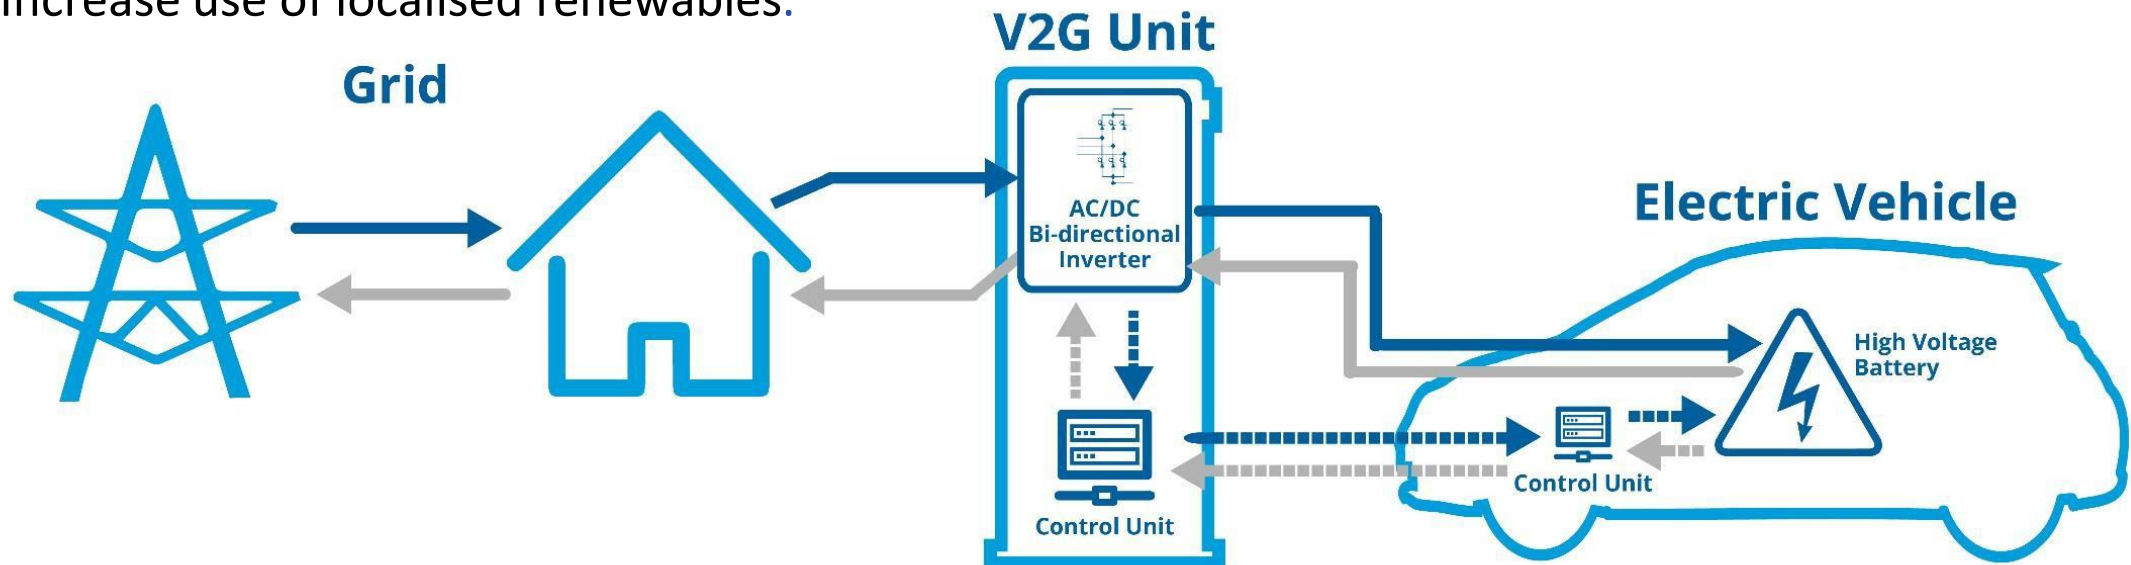 increase use of localised renewables.
V2G Unit
Grid
AC/DC
Bi-directional
Inverter
Electric Vehicle
High Voltage
Battery
Control Unit
Control Unit